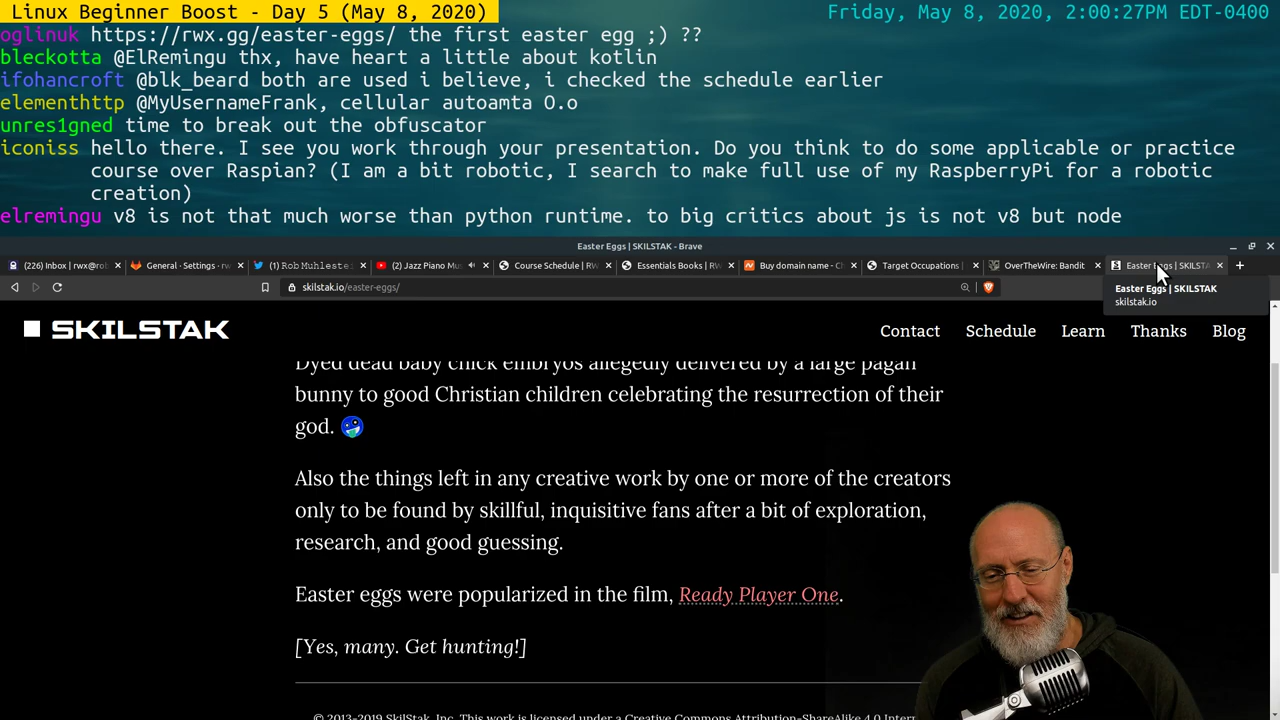 Linux Beginner Boost - Day 5 (May 8, 2020)
Friday, May 8, 2020, 2:00:27PM EDT-0400
oglinuk https://rwx.gg/easter-eggs/ the first easter egg ;) ??
bleckotta @ElRemingu thx, have heart a little about kotlin
ifohancroft @blk_beard both are used i believe, i checked the schedule earlier
elementhttp @MyUsernameFrank, cellular autoamta O.o
unres1gned time to break out the obfuscator
iconiss hello there. I see you work through your presentation. Do you think to do some applicable or practice
course over Raspian? (I am a bit robotic, I search to make full use of my RaspberryPi for a robotic
creation)
elremingu v8 is not that much worse than python runtime. to big critics about js is not v8 but node
Easter Eggs | SKILSTAK - Brave
(226) Inbox | rwx@rob
General · Settings · rw
(1) Rob Muhleste
(2) Jazz Piano Mus
Course Schedule | RW
Essentials Books | RW
Buy domain name - Ch
Target Occupations |
OverTheWire: Bandit
Easter Eggs | SKILSTA
skilstak.io/easter-eggs/
Easter Eggs | SKILSTAK
skilstak.io
SKILSTAK
Contact
Schedule
Learn
Thanks
Blog
Dyed dead baby chick embryos allegedly delivered by a large pagan
bunny to good Christian children celebrating the resurrection of their
god.
Also the things left in any creative work by one or more of the creators
only to be found by skillful, inquisitive fans after a bit of exploration,
research, and good guessing.
Easter eggs were popularized in the film, Ready Player One.
[Yes, many. Get hunting!]
© 2013-2019 SkilStak, Inc. This work is licensed under a Creative Commons Attribution-ShareAlike 4.0 Intern